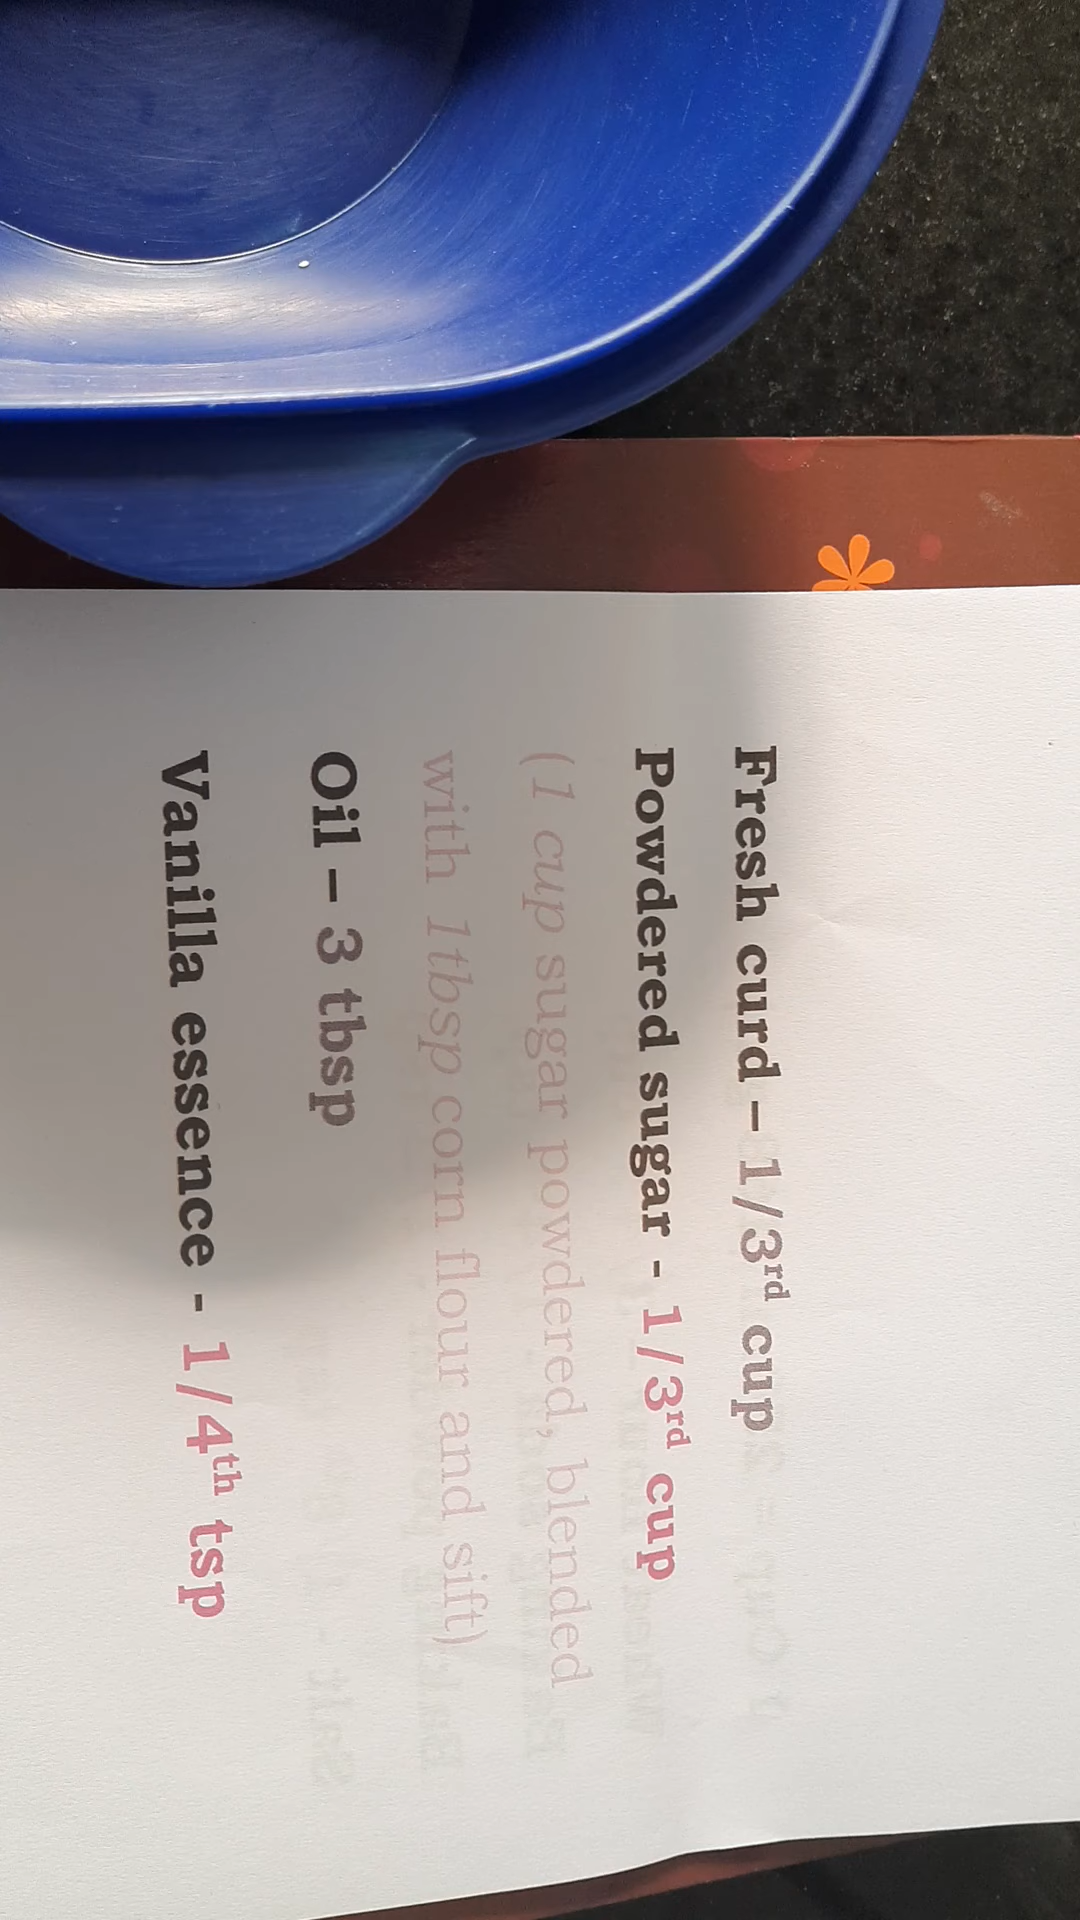 Fresh curd – 1/3rd cup
Powdered sugar - 1/3rd cup
(1 cup sugar powdered, blended
with 1tbsp corn flour and sift)
Oil – 3 tbsp
Vanilla essence - 1/4th tsp